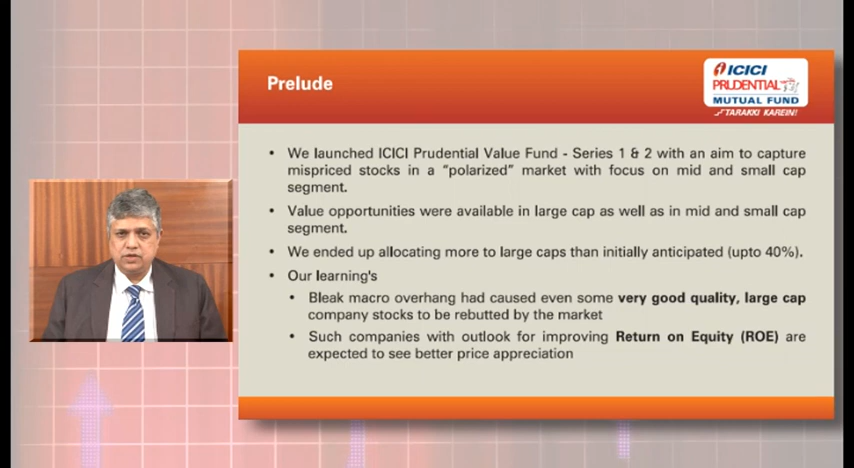 Prelude
ICICI
PRUDENTIAL
MUTUAL FUND
TARAKKI KAREIN!
• We launched ICICI Prudential Value Fund - Series 1 & 2 with an aim to capture
mispriced stocks in a "polarized" market with focus on mid and small cap
segment.
• Value opportunities were available in large cap as well as in mid and small cap
segment.
• We ended up allocating more to large caps than initially anticipated (upto 40%).
• Our learning's
• Bleak macro overhang had caused even some very good quality, large cap
company stocks to be rebutted by the market
• Such companies with outlook for improving Return on Equity (ROE) are
expected to see better price appreciation